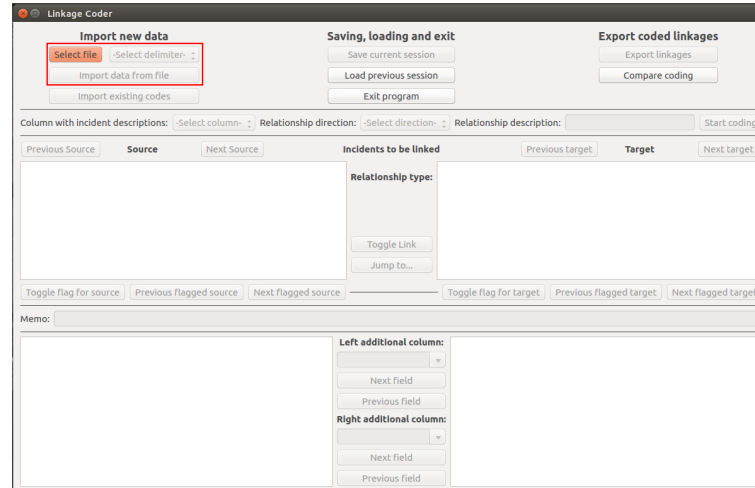 Linkage Coder
Import new data Saving, loading and exit Export coded linkages
Select file -Select delimiter- Save current session Export linkages
Import data from file Load previous session Compare coding
Import existing codes Exit program
Column with incident descriptions: -Select column- Relationship direction: -Select direction- Relationship description: Start coding
Previous Source Source Next Source Incidents to be linked Previous target Target Next target
Relationship type:
Toggle Link
Jump to...
Toggle flag for source Previous flagged source Next flagged source Toggle flag for target Previous flagged target Next flagged target
Memo:
Left additional column:
Next field
Previous field
Right additional column:
Next field
Previous field